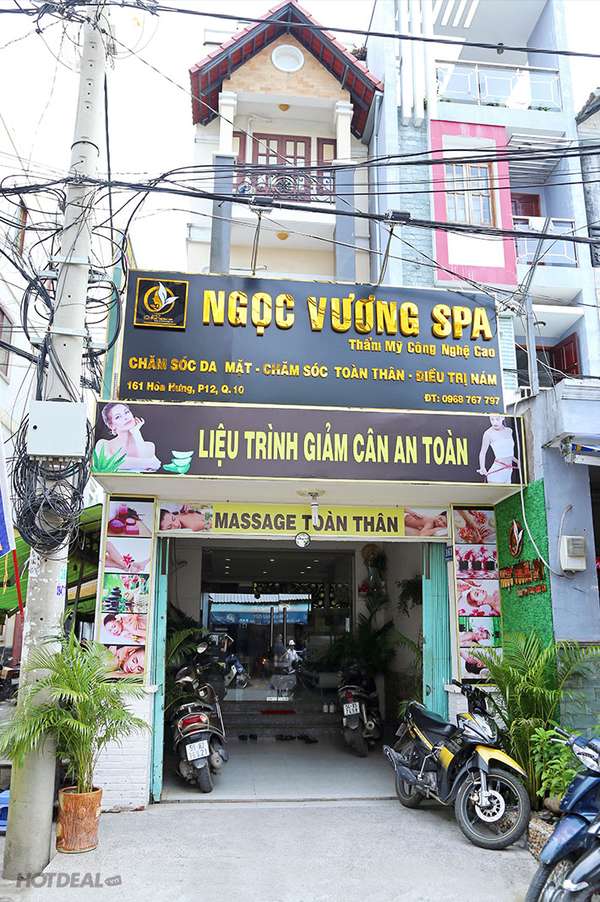 NGỌC VƯƠNG SPA
Thẩm Mỹ Công Nghệ Cao
CHĂM SÓC DA MẶT - CHĂM SÓC TOÀN THÂN - ĐIỀU TRỊ NÁM
161 Hòa Hưng, P12, Q.10
ĐT: 0968 767 797
LIỆU TRÌNH GIẢM CÂN AN TOÀN
MASSAGE TOÀN THÂN
HOTDEAL.VN